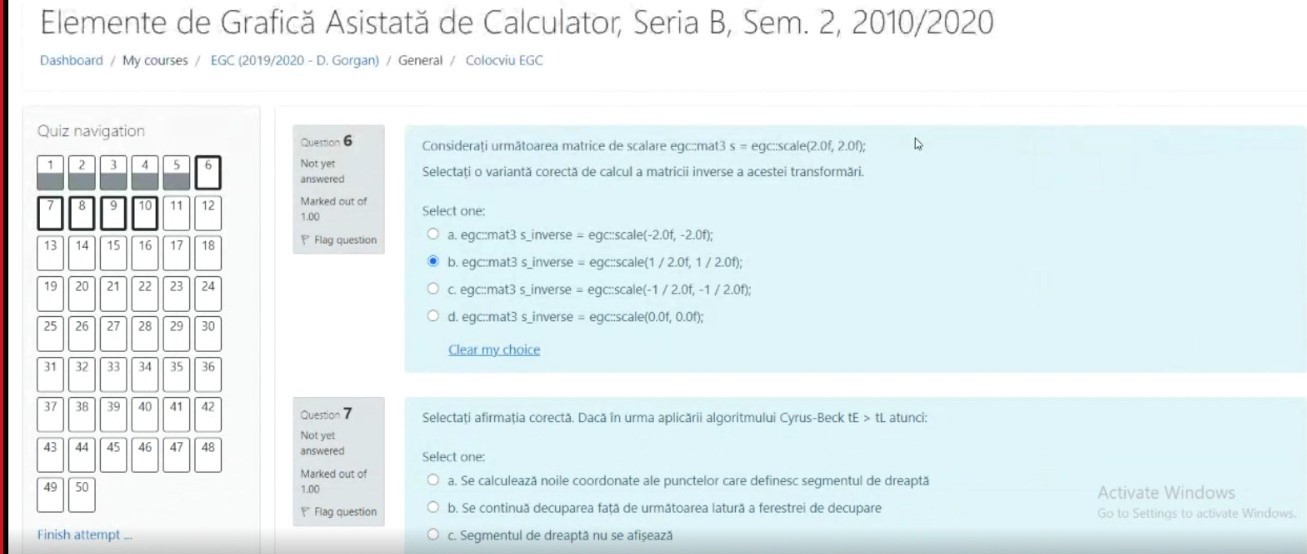 Elemente de Grafică Asistată de Calculator, Seria B, Sem. 2, 2010/2020
Dashboard / My courses / EGC (2019/2020 - D. Gorgan) / General / Colocviu EGC
Quiz navigation
1 2 3 4 5 6
7 8 9 10 11 12
13 14 15 16 17 18
19 20 21 22 23 24
25 26 27 28 29 30
31 32 33 34 35 36
37 38 39 40 41 42
43 44 45 46 47 48
49 50
Finish attempt ...
Question 6
Not yet
answered
Marked out of
1.00
Flag question
Considerați următoarea matrice de scalare egc::mat3 s = egc::scale(2.0f, 2.0f);
Selectați o variantă corectă de calcul a matricii inverse a acestei transformări.
Select one:
a. egc::mat3 s_inverse = egc::scale(-2.0f, -2.0f);
b. egc::mat3 s_inverse = egc::scale(1 / 2.0f, 1 / 2.0f);
c. egc::mat3 s_inverse = egc::scale(-1 / 2.0f, -1 / 2.0f);
d. egc::mat3 s_inverse = egc::scale(0.0f, 0.0f);
Clear my choice
Question 7
Not yet
answered
Marked out of
1.00
Flag question
Selectați afirmația corectă. Dacă în urma aplicării algoritmului Cyrus-Beck tE > tL atunci:
Select one:
a. Se calculează noile coordonate ale punctelor care definesc segmentul de dreaptă
b. Se continuă decuparea față de următoarea latură a ferestrei de decupare
c. Segmentul de dreaptă nu se afișează
Activate Windows
Go to Settings to activate Windows.